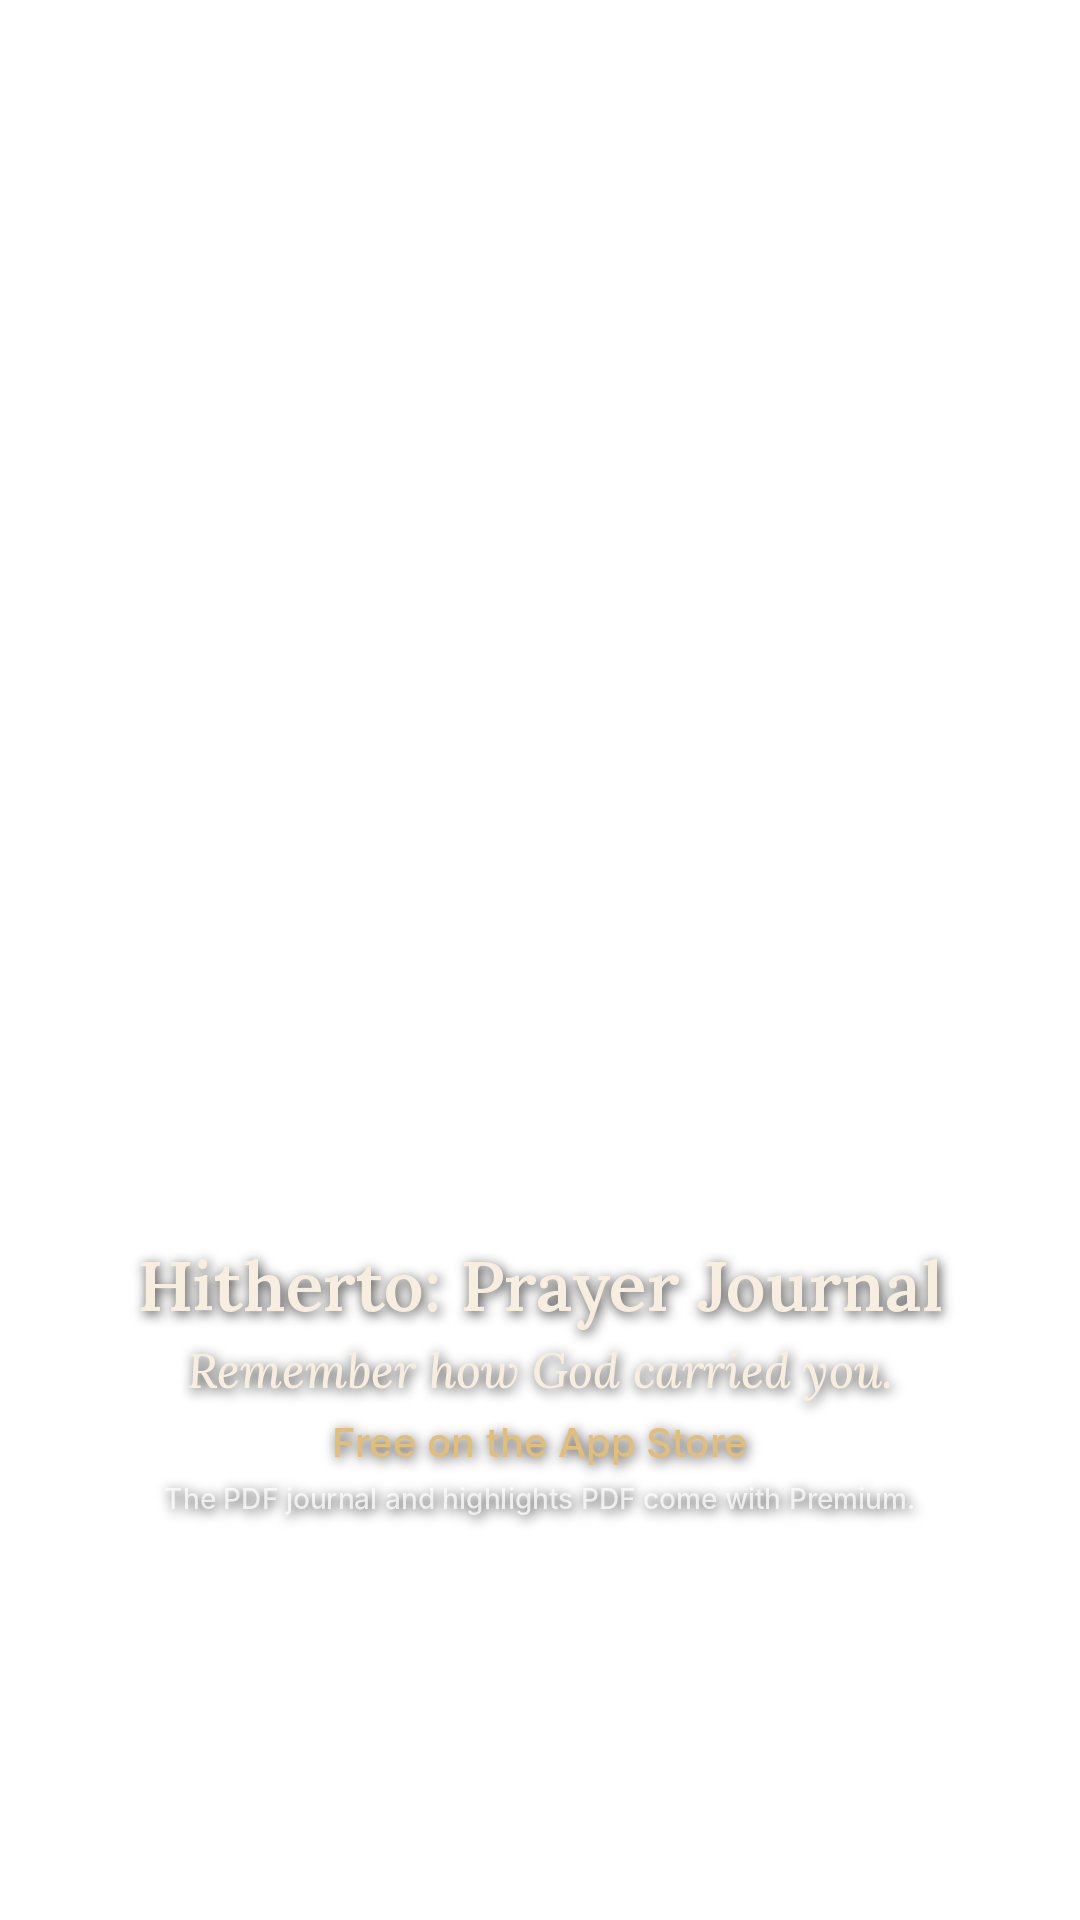 Hitherto: Prayer Journal
Remember how God carried you.
Free on the App Store
The PDF journal and highlights PDF come with Premium.